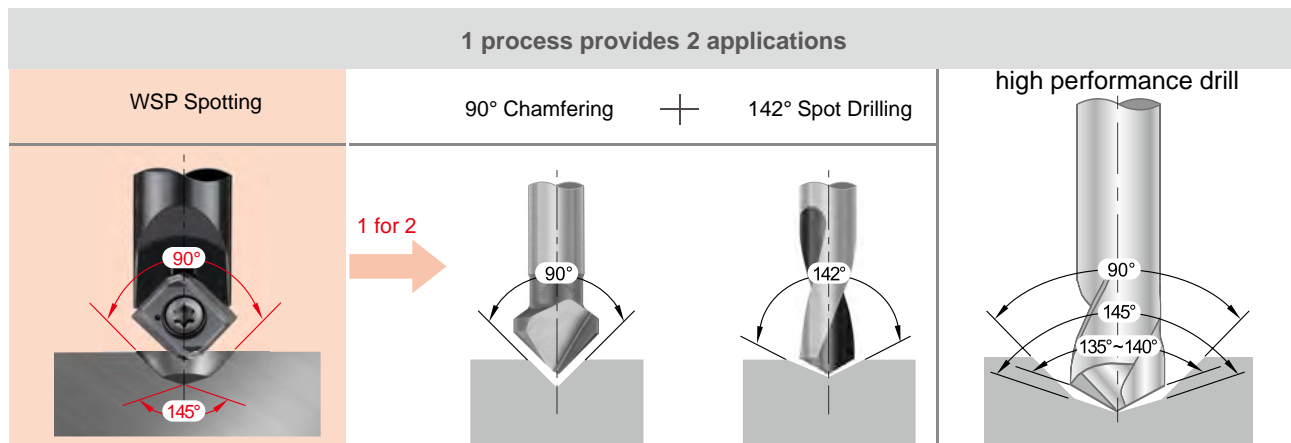 1 process provides 2 applications
WSP Spotting
90° Chamfering
142° Spot Drilling
high performance drill
90°
145°
1 for 2
90°
142°
90°
145°
135°~140°